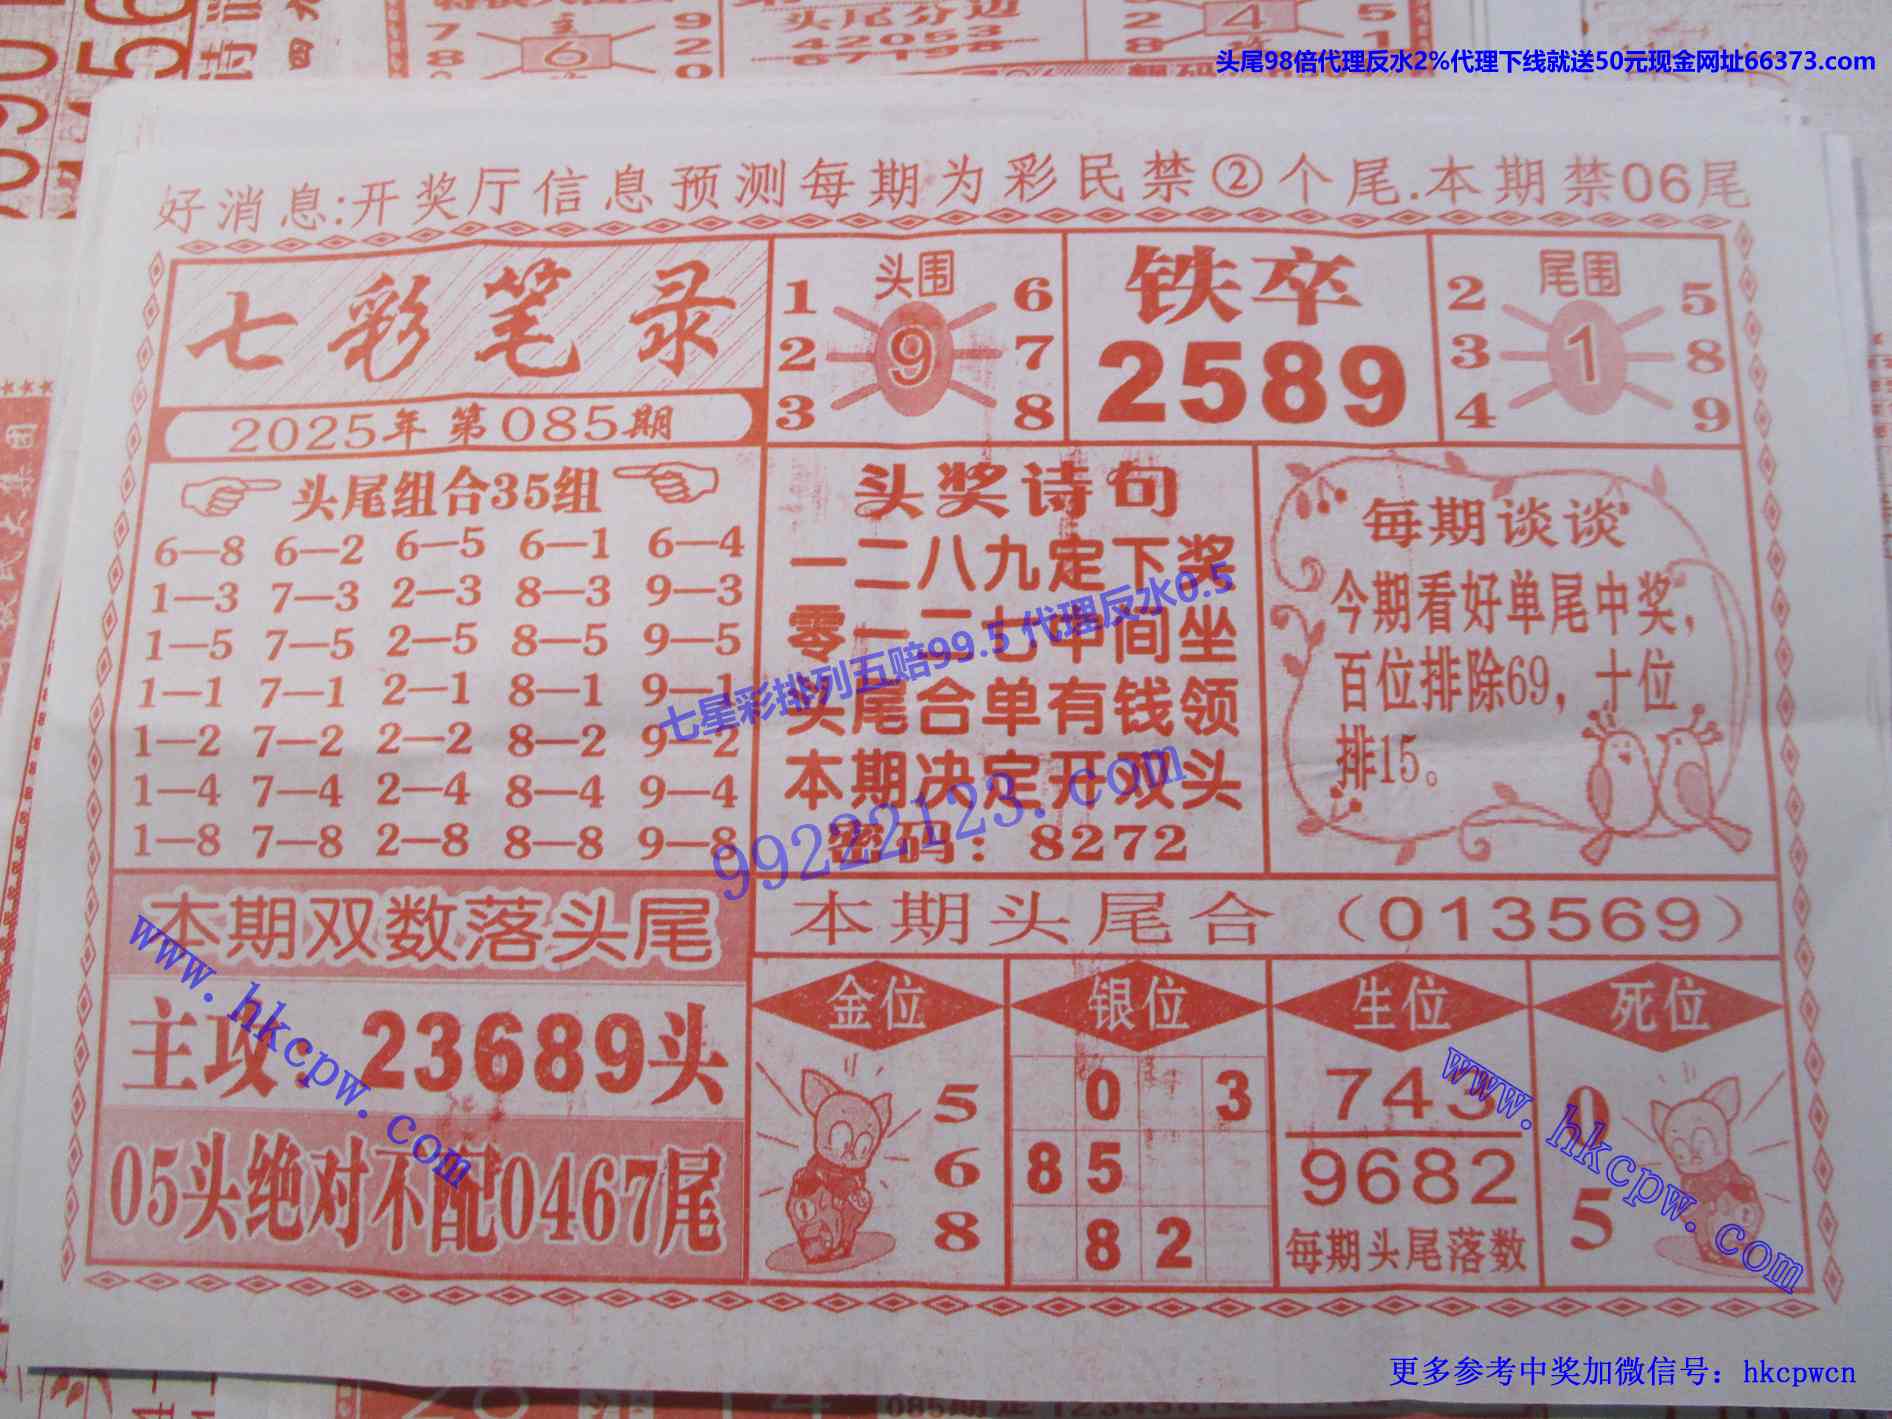 头尾分边
42053
67198
头尾98倍代理反水2%代理下线就送50元现金网址66373.com
好消息:开奖厅信息预测每期为彩民禁②个尾.本期禁06尾
七彩笔录
2025年第085期
头围
1 6
2 9 7
3 8
铁卒
2589
尾围
2 5
3 1 8
4 9
头尾组合35组
6—8 6—2 6—5 6—1 6—4
1—3 7—3 2—3 8—3 9—3
1—5 7—5 2—5 8—5 9—5
1—1 7—1 2—1 8—1 9—1
1—2 7—2 2—2 8—2 9—2
1—4 7—4 2—4 8—4 9—4
1—8 7—8 2—8 8—8 9—8
头奖诗句
一二八九定下奖
零一二七中间坐
头尾合单有钱领
本期决定开双头
密码：8272
七星彩排列五赔99.5代理反水0.5
99222123.com
每期谈谈
今期看好单尾中奖,
百位排除69，十位
排15。
本期双数落头尾
主攻：23689头
05头绝对不配0467尾
www.hkcpw.com
本期头尾合（013569）
金位
5
6
8
银位
0 3
8 5
8 2
生位
743
9682
每期头尾落数
死位
0
5
www.hkcpw.com
更多参考中奖加微信号：hkcpwcn